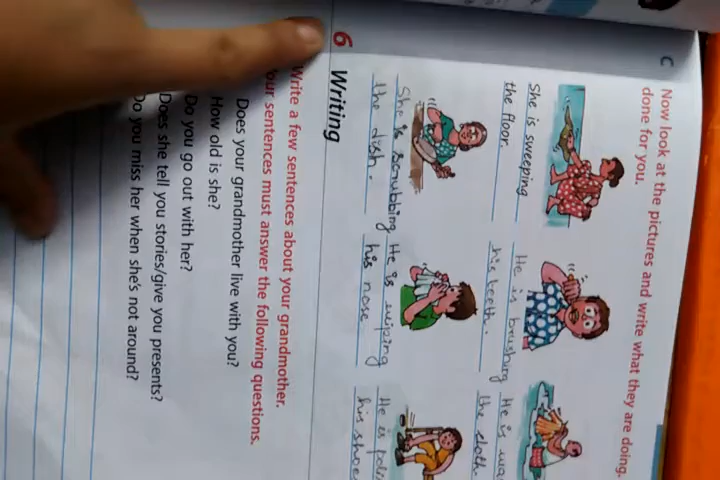 C
Now look at the pictures and write what they are doing.
done for you.
She is sweeping
the floor.
He is brushing
his teeth.
He is
the cloth.
She is scrubbing
the dish.
He is wiping
his nose
He is
his
6 Writing
Write a few sentences about your grandmother.
Your sentences must answer the following questions.
Does your grandmother live with you?
How old is she?
Do you go out with her?
Does she tell you stories/give you presents?
Do you miss her when she's not around?